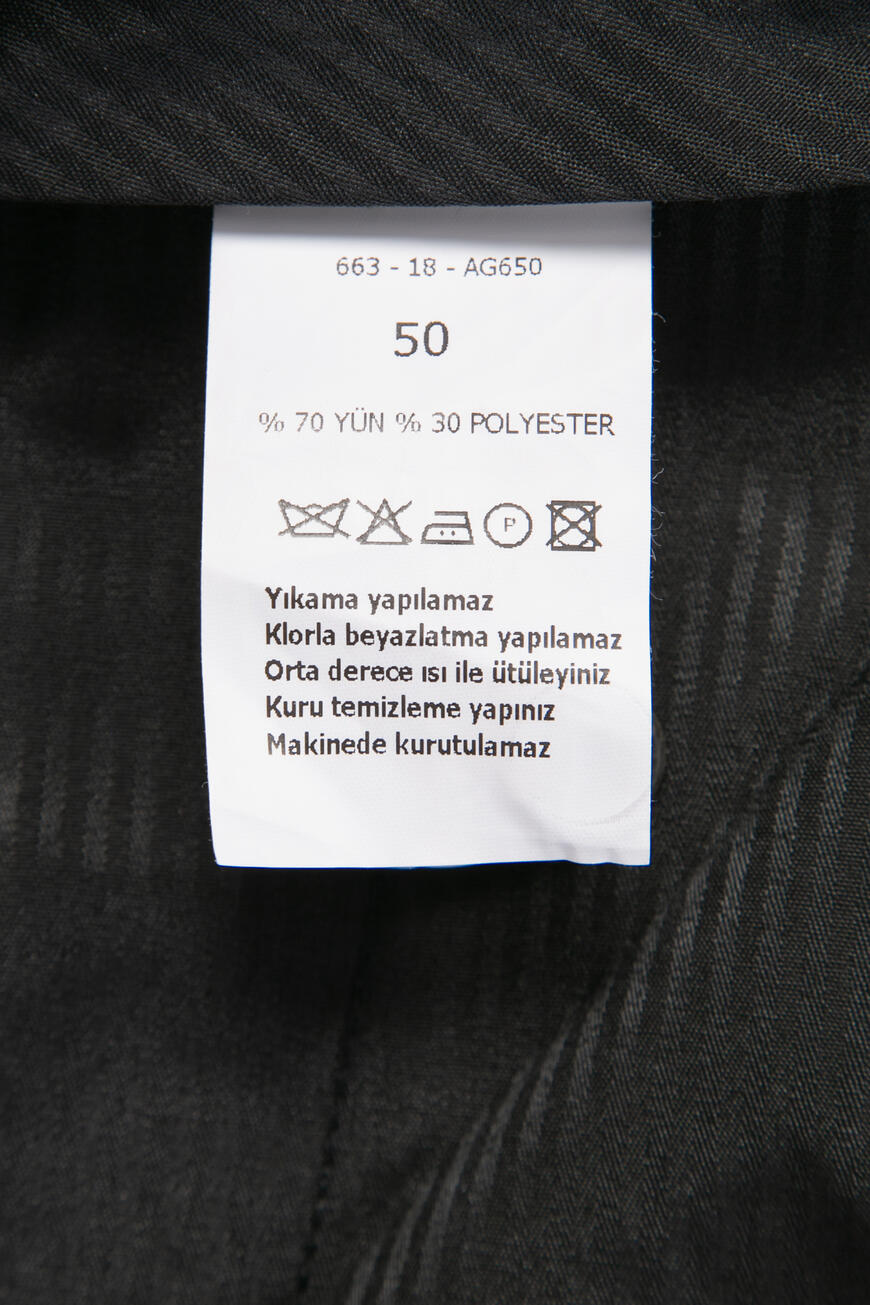 663 - 18 - AG650
50
% 70 YÜN % 30 POLYESTER
P
Yıkama yapılamaz
Klorla beyazlatma yapılamaz
Orta derece ısı ile ütüleyiniz
Kuru temizleme yapınız
Makinede kurutulamaz